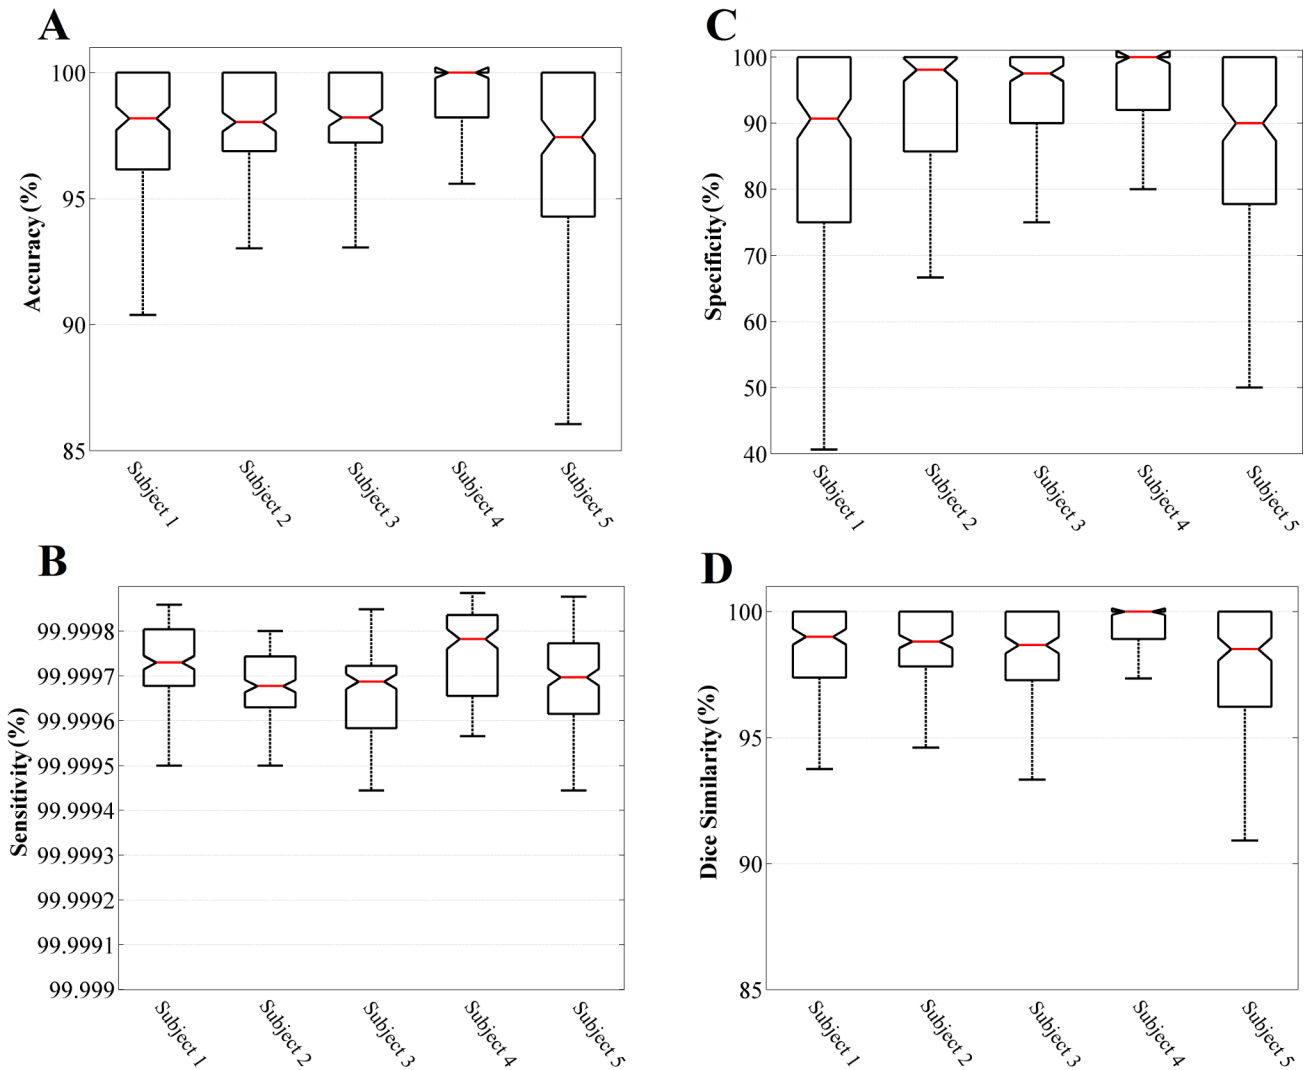 A
Accuracy (%)
100
95
90
85
Subject 1
Subject 2
Subject 3
Subject 4
Subject 5
C
Specificity (%)
100
90
80
70
60
50
40
Subject 1
Subject 2
Subject 3
Subject 4
Subject 5
B
Sensitivity (%)
99.9998
99.9997
99.9996
99.9995
99.9994
99.9993
99.9992
99.9991
99.999
Subject 1
Subject 2
Subject 3
Subject 4
Subject 5
D
Dice Similarity (%)
100
95
90
85
Subject 1
Subject 2
Subject 3
Subject 4
Subject 5